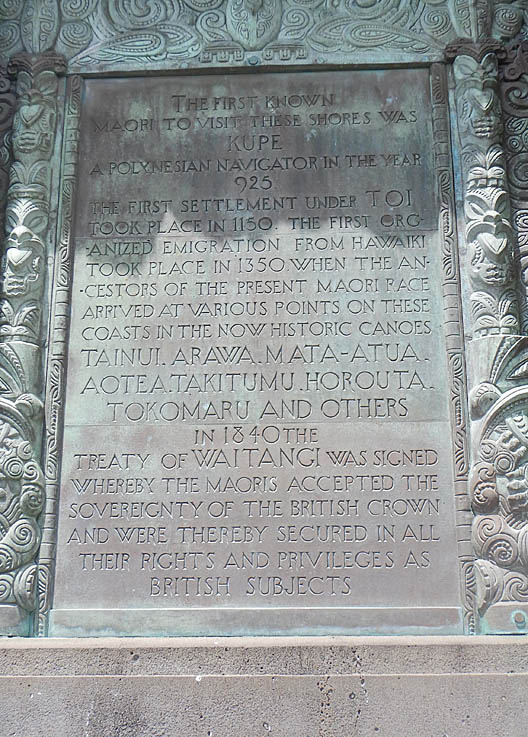 THE FIRST KNOWN
MAORI TO VISIT THESE SHORES WAS
KUPE
A POLYNESIAN NAVIGATOR IN THE YEAR
925
THE FIRST SETTLEMENT UNDER TOI
TOOK PLACE IN 1150. THE FIRST ORG-
-ANIZED EMIGRATION FROM HAWAIKI
TOOK PLACE IN 1350. WHEN THE AN-
-CESTORS OF THE PRESENT MAORI RACE
ARRIVED AT VARIOUS POINTS ON THESE
COASTS IN THE NOW HISTORIC CANOES
TAINUI. ARAWA. MATA-ATUA.
AOTEA. TAKITUMU. HOROUTA.
TOKOMARU AND OTHERS
IN 1840 THE
TREATY OF WAITANGI WAS SIGNED
WHEREBY THE MAORIS ACCEPTED THE
SOVEREIGNTY OF THE BRITISH CROWN
AND WERE THEREBY SECURED IN ALL
THEIR RIGHTS AND PRIVILEGES AS
BRITISH SUBJECTS